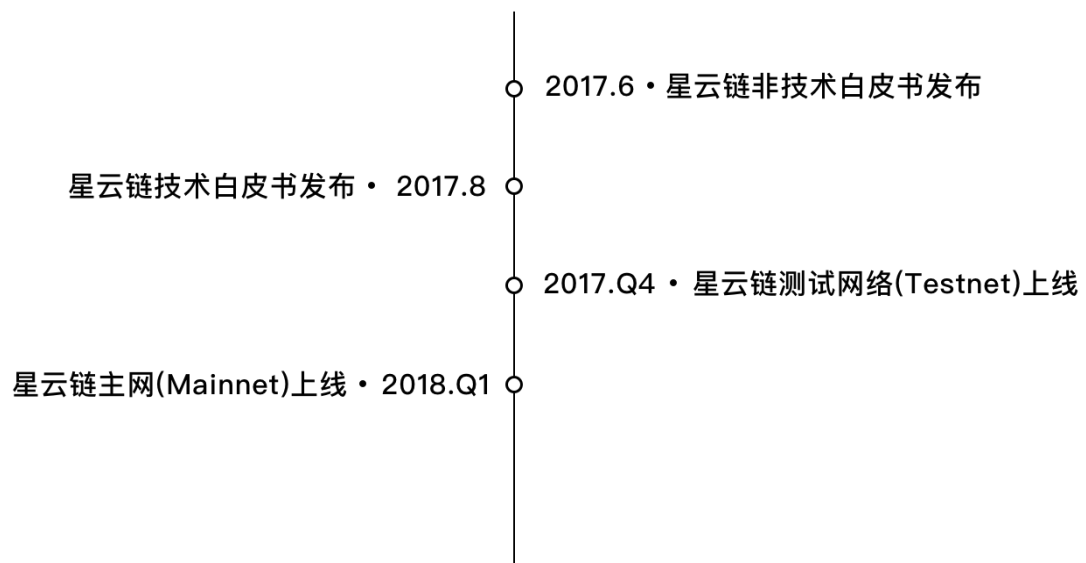 2017.6 • 星云链非技术白皮书发布
星云链技术白皮书发布 • 2017.8
2017.Q4 • 星云链测试网络(Testnet)上线
星云链主网(Mainnet)上线 • 2018.Q1